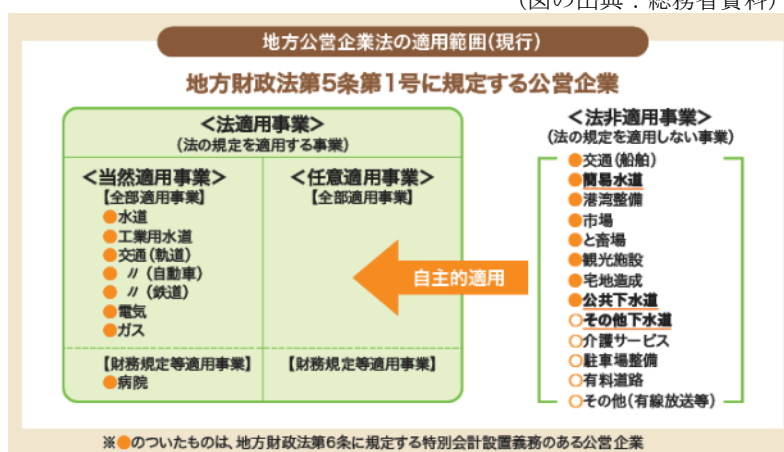 (図の出典：総務省資料)
地方公営企業法の適用範囲(現行)
地方財政法第5条第1号に規定する公営企業
<法適用事業>
(法の規定を適用する事業)
<当然適用事業>
【全部適用事業】
●水道
●工業用水道
●交通(軌道)
● 〃 (自動車)
● 〃 (鉄道)
●電気
●ガス
【財務規定等適用事業】
●病院
<任意適用事業>
【全部適用事業】
【財務規定等適用事業】
自主的適用
<法非適用事業>
(法の規定を適用しない事業)
●交通(船舶)
●簡易水道
●港湾整備
●市場
●と畜場
●観光施設
●宅地造成
●公共下水道
○その他下水道
○介護サービス
○駐車場整備
○有料道路
○その他(有線放送等)
※●のついたものは、地方財政法第6条に規定する特別会計設置義務のある公営企業